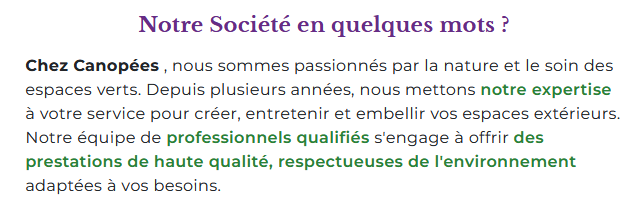 Notre Société en quelques mots ?
Chez Canopées , nous sommes passionnés par la nature et le soin des
espaces verts. Depuis plusieurs années, nous mettons notre expertise
à votre service pour créer, entretenir et embellir vos espaces extérieurs.
Notre équipe de professionnels qualifiés s'engage à offrir des
prestations de haute qualité, respectueuses de l'environnement
adaptées à vos besoins.